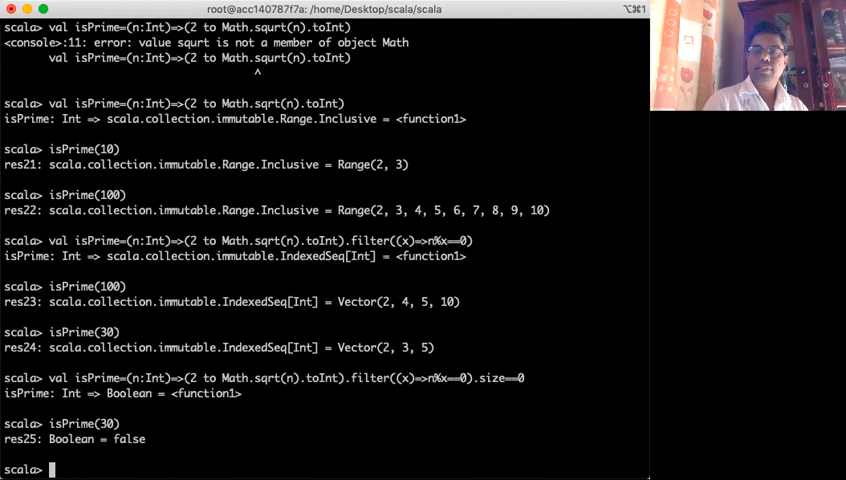 root@acc140787f7a: /home/Desktop/scala/scala
⌥⌘1
scala> val isPrime=(n:Int)=>(2 to Math.squrt(n).toInt)
<console>:11: error: value squrt is not a member of object Math
       val isPrime=(n:Int)=>(2 to Math.squrt(n).toInt)
^
scala> val isPrime=(n:Int)=>(2 to Math.sqrt(n).toInt)
isPrime: Int => scala.collection.immutable.Range.Inclusive = <function1>
scala> isPrime(10)
res21: scala.collection.immutable.Range.Inclusive = Range(2, 3)
scala> isPrime(100)
res22: scala.collection.immutable.Range.Inclusive = Range(2, 3, 4, 5, 6, 7, 8, 9, 10)
scala> val isPrime=(n:Int)=>(2 to Math.sqrt(n).toInt).filter((x)=>n%x==0)
isPrime: Int => scala.collection.immutable.IndexedSeq[Int] = <function1>
scala> isPrime(100)
res23: scala.collection.immutable.IndexedSeq[Int] = Vector(2, 4, 5, 10)
scala> isPrime(30)
res24: scala.collection.immutable.IndexedSeq[Int] = Vector(2, 3, 5)
scala> val isPrime=(n:Int)=>(2 to Math.sqrt(n).toInt).filter((x)=>n%x==0).size==0
isPrime: Int => Boolean = <function1>
scala> isPrime(30)
res25: Boolean = false
scala>